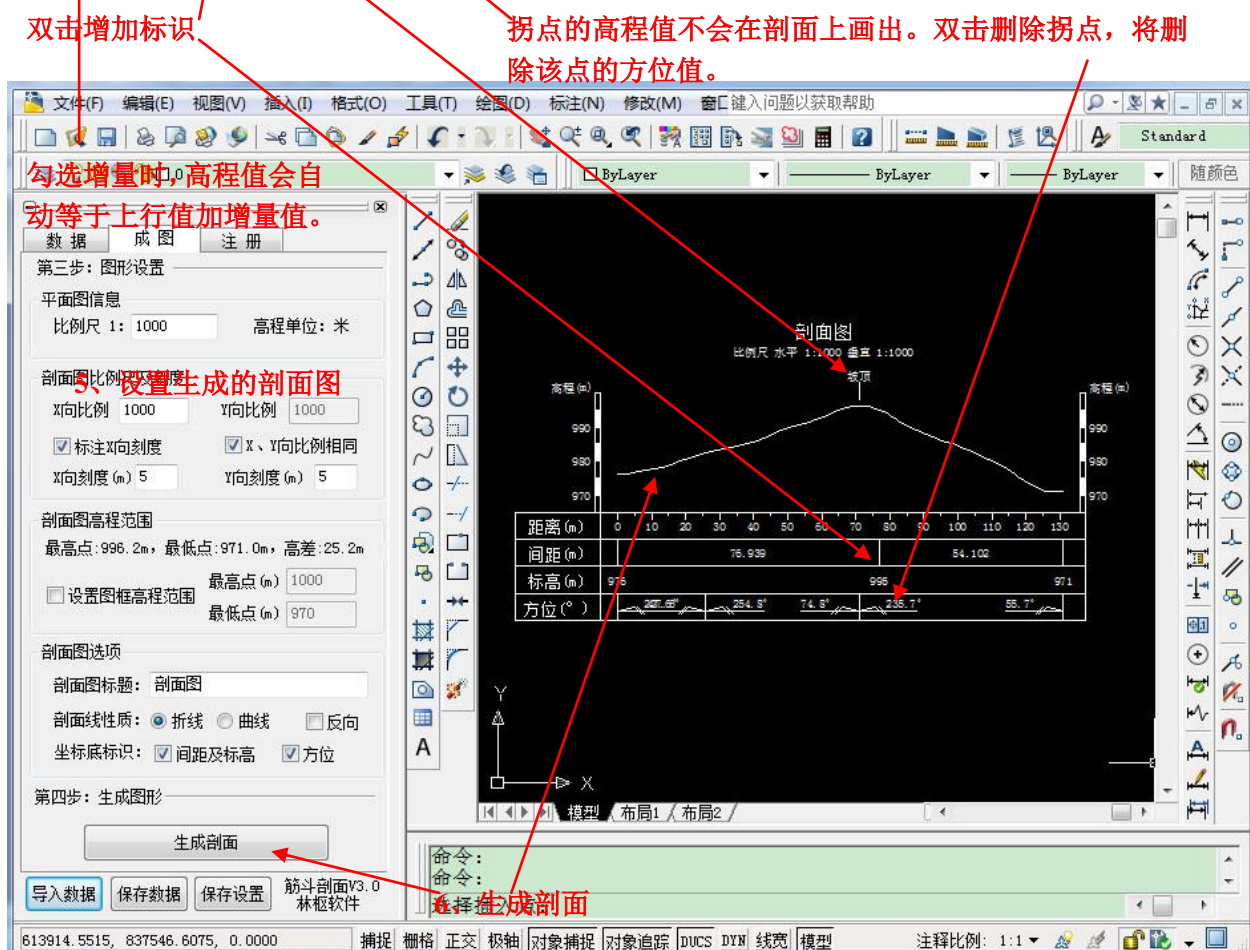 双击增加标识
拐点的高程值不会在剖面上画出。双击删除拐点，将删
除该点的方位值。
文件(F) 编辑(E) 视图(V) 插入(I) 格式(O) 工具(T) 绘图(D) 标注(N) 修改(M) 窗口 键入问题以获取帮助
Standard
勾选增量时，高程值会自
动等于上行值加增量值。
0 ByLayer ByLayer ByLayer 随颜色
数 据 成 图 注 册
第三步：图形设置
平面图信息
比例尺 1: 1000 高程单位：米
剖面图比例尺及刻度
5、设置生成的剖面图
X向比例 1000 Y向比例 1000
标注X向刻度 X、Y向比例相同
X向刻度(m) 5 Y向刻度(m) 5
剖面图高程范围
最高点:996.2m，最低点:971.0m，高差:25.2m
设置图框高程范围 最高点(m) 1000
最低点(m) 970
剖面图选项
剖面图标题： 剖面图
剖面线性质： 折线 曲线 反向
坐标底标识： 间距及标高 方位
第四步：生成图形
生成剖面
导入数据 保存数据 保存设置 筋斗剖面V3.0
林枢软件
剖面图
比例尺 水平 1:1000 垂直 1:1000
坡顶
高程(m) 高程(m)
990 990
980 980
970 970
距离(m) 0 10 20 30 40 50 60 70 80 90 100 110 120 130
间距(m) 76.939 54.102
标高(m) 976 996 971
方位(°) 254.8° 74.8° 235.7° 55.7°
Y
X
模型 布局1 布局2
命令：
命令：
6、生成剖面
613914.5515, 837546.6075, 0.0000 捕捉 栅格 正交 极轴 对象捕捉 对象追踪 DUCS DYN 线宽 模型 注释比例: 1:1